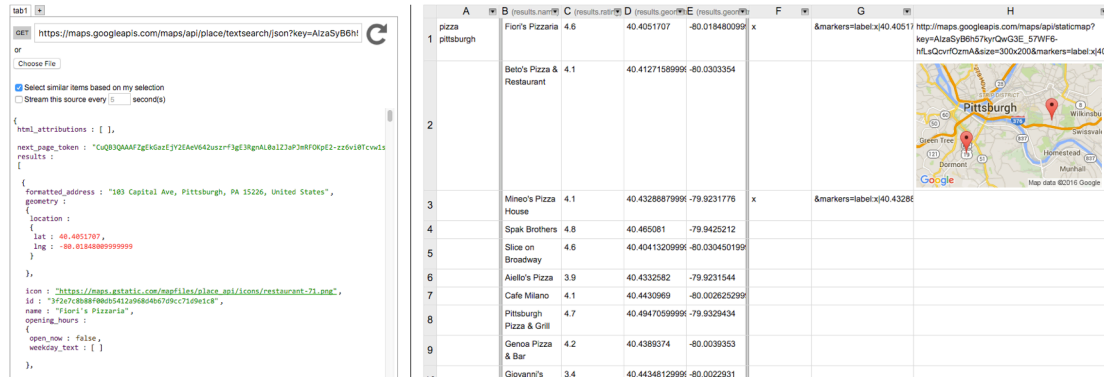 tab1 +
GET https://maps.googleapis.com/maps/api/place/textsearch/json?key=AIzaSyB6h!
or
Choose File
Select similar items based on my selection
Stream this source every 5 second(s)
{
html_attributions : [ ],
results :
[
{
formatted_address : "103 Capital Ave, Pittsburgh, PA 15226, United States",
geometry :
{
location :
{
lat : 40.4051707,
lng : -80.01848009999999
}
},
icon : "https://maps.gstatic.com/mapfiles/place_api/icons/restaurant-71.png",
id : "3f2e7c8b88f00db5412a968d4b67d9cc71d9e1c8",
name : "Fiori's Pizzaria",
opening_hours :
{
open_now : false,
weekday_text : [ ]
},
A B (results.name C (results.ratin D (results.geom E (results.geom F G H
1 pizza pittsburgh Fiori's Pizzaria 4.6 40.4051707 -80.018480099 x &markers=label:x|40.40517 http://maps.googleapis.com/maps/api/staticmap?
key=AIzaSyB6h57kyrQwG3E_57WF6-
hfLsQcvrfOzmA&size=300x200&markers=label:x|40
2 Beto's Pizza & Restaurant 4.1 40.41271589999 -80.0303354
STRIP DISTRICT
Pittsburgh
Wilkinsbu
Swissval
Green Tree
Homestead
Dormont
Munhall
Google
Map data ©2016 Google
3 Mineo's Pizza House 4.1 40.43288879999 -79.9231776 x &markers=label:x|40.43288
4 Spak Brothers 4.8 40.465081 -79.9425212
5 Slice on Broadway 4.6 40.40413209999 -80.030450199
6 Aiello's Pizza 3.9 40.4332582 -79.9231544
7 Cafe Milano 4.1 40.4430969 -80.002625299
8 Pittsburgh Pizza & Grill 4.7 40.49470599999 -79.9329434
9 Genoa Pizza & Bar 4.2 40.4389374 -80.0039353
Giovanni's 3.4 40.44348129999 -80.0022931